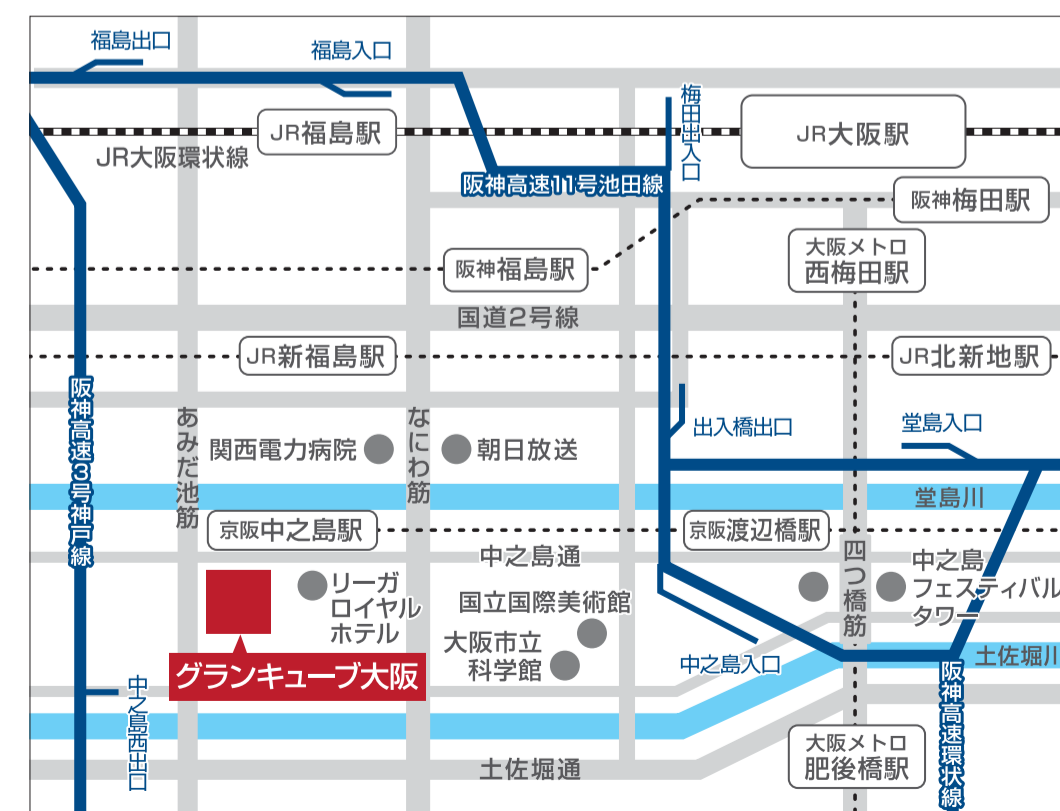 福島出口
福島入口
梅田出入口
JR福島駅
JR大阪駅
JR大阪環状線
阪神高速11号池田線
阪神梅田駅
大阪メトロ
西梅田駅
阪神福島駅
国道2号線
JR新福島駅
JR北新地駅
阪神高速3号神戸線
あみだ池筋
関西電力病院
なにわ筋
朝日放送
出入橋出口
堂島入口
堂島川
京阪中之島駅
京阪渡辺橋駅
中之島通
四つ橋筋
中之島
フェスティバル
タワー
リーガ
ロイヤル
ホテル
国立国際美術館
大阪市立
科学館
グランキューブ大阪
中之島入口
土佐堀川
中之島西出口
阪神高速環状線
大阪メトロ
肥後橋駅
土佐堀通